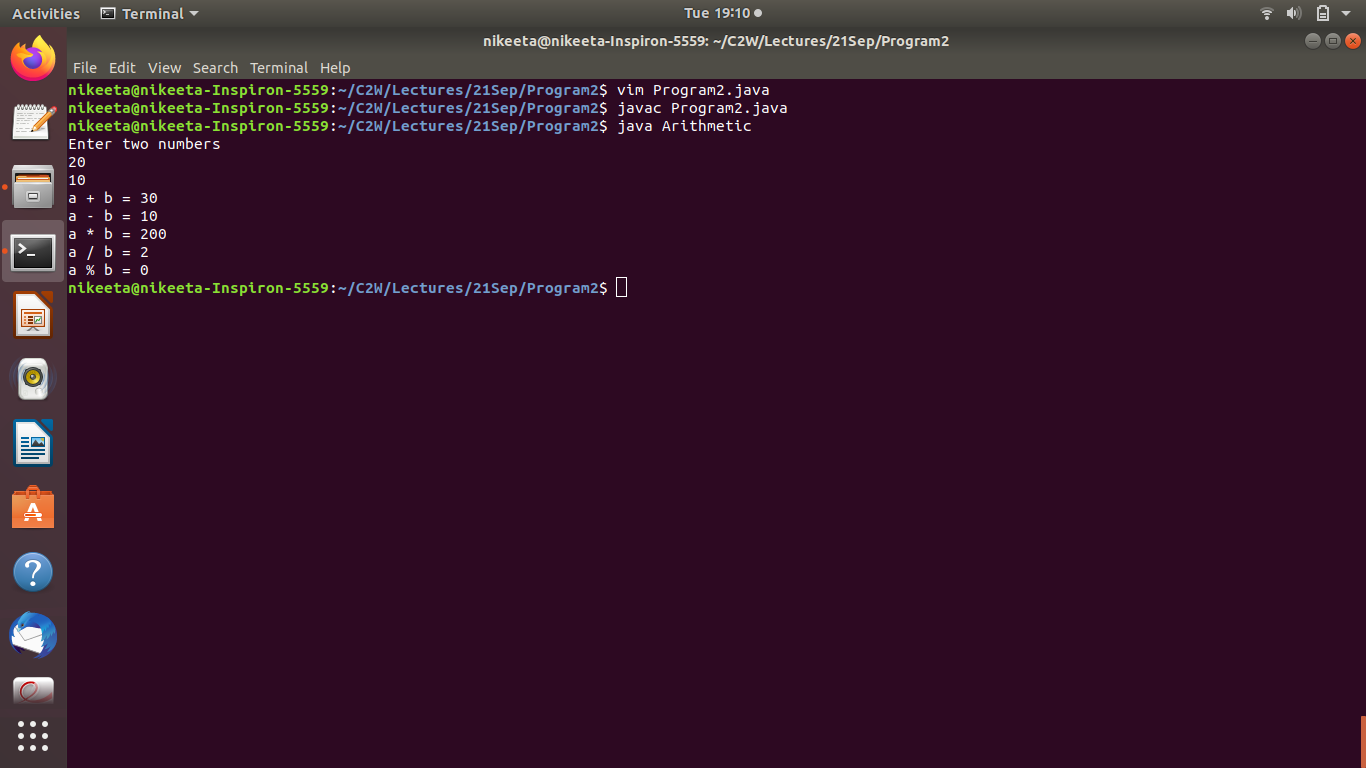 Activities Terminal Tue 19:10
nikeeta@nikeeta-Inspiron-5559: ~/C2W/Lectures/21Sep/Program2
File Edit View Search Terminal Help
nikeeta@nikeeta-Inspiron-5559:~/C2W/Lectures/21Sep/Program2$ vim Program2.java
nikeeta@nikeeta-Inspiron-5559:~/C2W/Lectures/21Sep/Program2$ javac Program2.java
nikeeta@nikeeta-Inspiron-5559:~/C2W/Lectures/21Sep/Program2$ java Arithmetic
Enter two numbers
20
10
a + b = 30
a - b = 10
a * b = 200
a / b = 2
a % b = 0
nikeeta@nikeeta-Inspiron-5559:~/C2W/Lectures/21Sep/Program2$